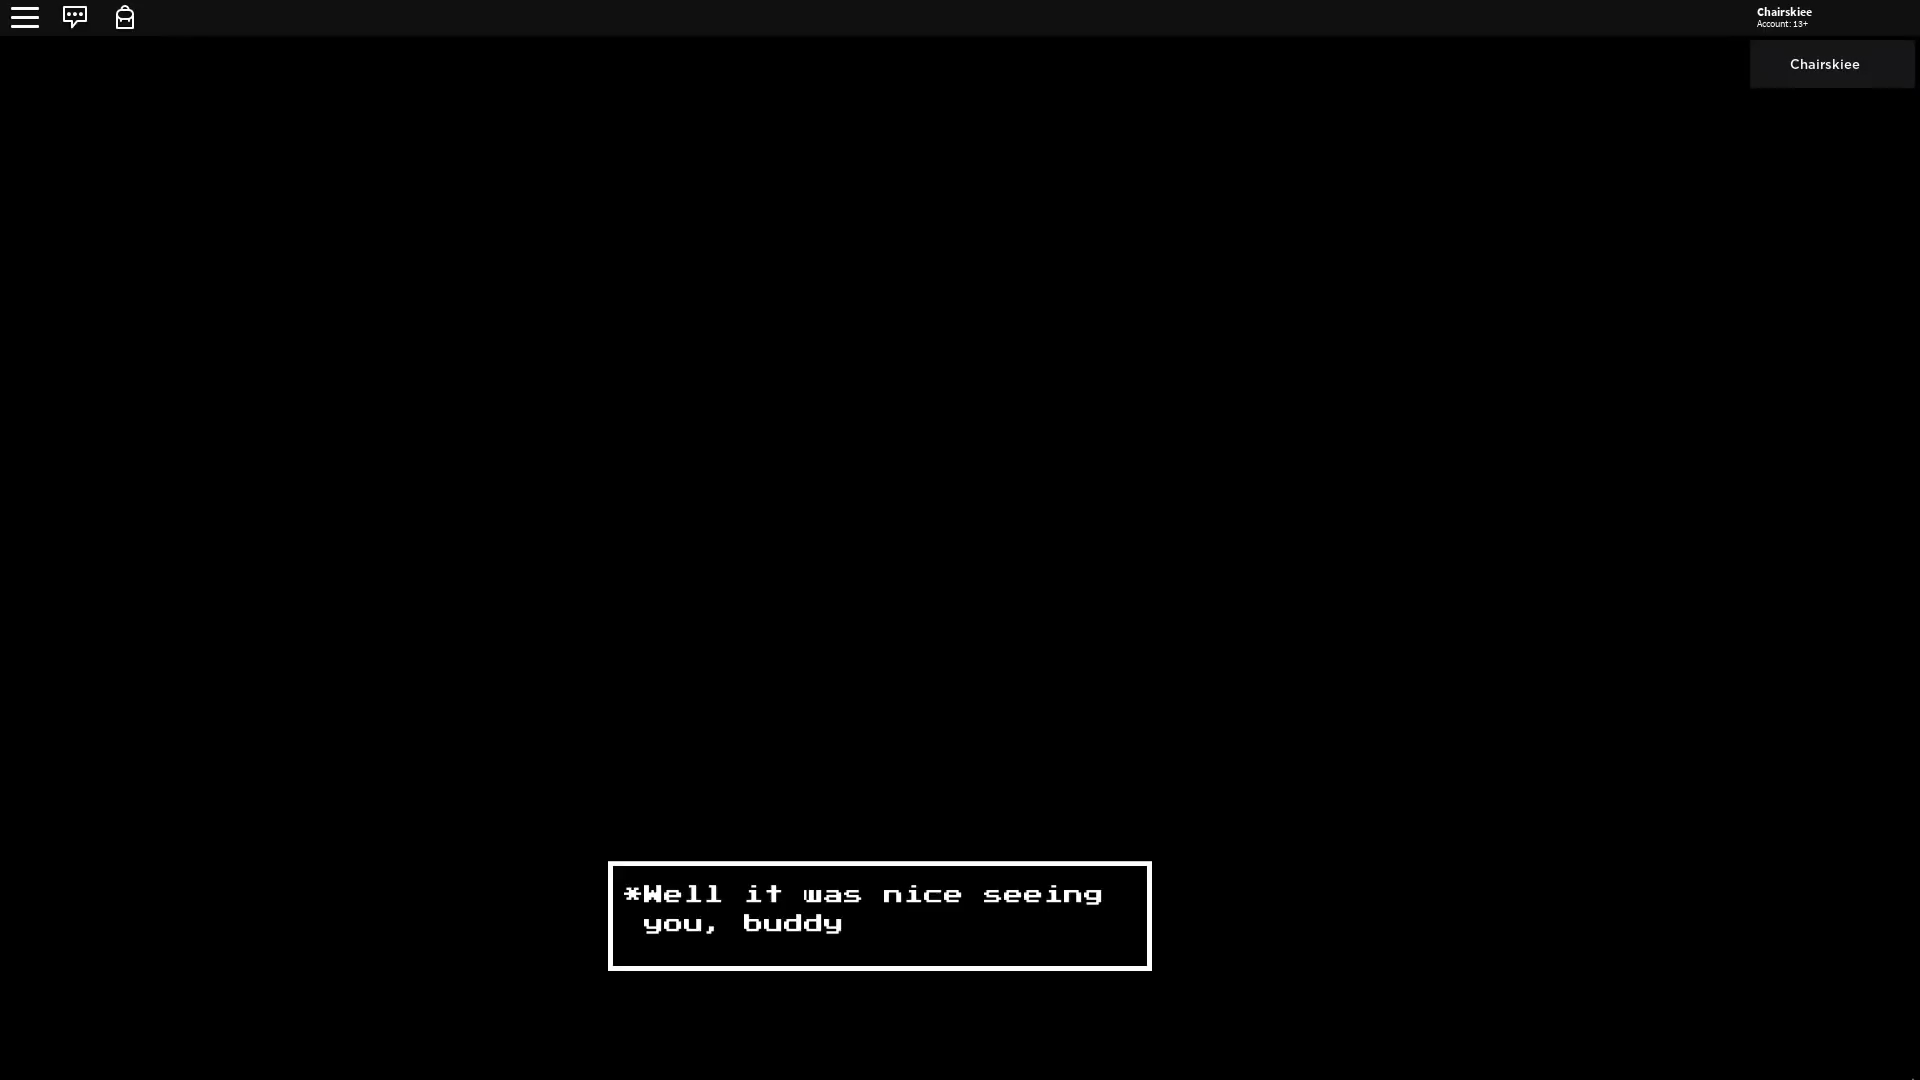 Chairskiee
Account: 13+
Chairskiee
*Well it was nice seeing
you, buddy